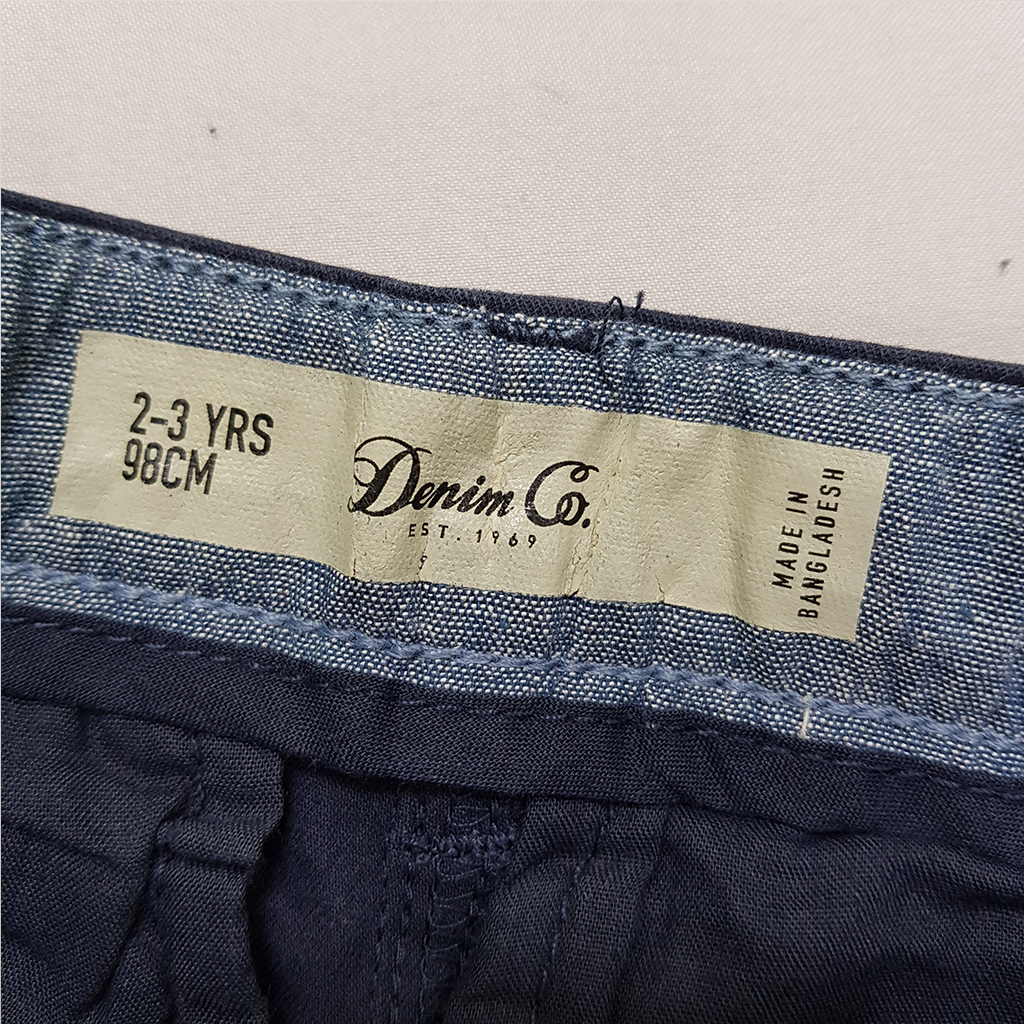 2-3 YRS
98CM
Denim Co.
EST. 1969
MADE IN
BANGLADESH